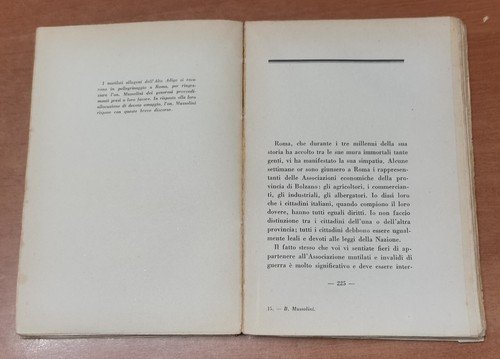 I mutilati allogeni dell'Alto Adige si reca-
rono in pellegrinaggio a Roma, per ringra-
ziare l'on. Mussolini dei generosi provvedi-
menti presi a loro favore. In risposta alla loro
allocuzione di devoto omaggio, l'on. Mussolini
rispose con questo breve discorso.
Roma, che durante i tre millenni della sua
storia ha accolto tra le sue mura immortali tante
genti, vi ha manifestato la sua simpatia. Alcune
settimane or sono giunsero a Roma i rappresen-
tanti delle Associazioni economiche della pro-
vincia di Bolzano: gli agricoltori, i commercian-
ti, gli industriali, gli albergatori. Io dissi loro
che i cittadini italiani, quando compiono il loro
dovere, hanno tutti eguali diritti. Io non faccio
distinzione tra i cittadini dell'una o dell'altra
provincia; tutti i cittadini debbono essere ugual-
mente leali e devoti alle leggi della Nazione.
Il fatto stesso che voi vi sentiate fieri di ap-
partenere all'Associazione mutilati e invalidi di
guerra è molto significativo e deve essere inter-
— 225 —
15. — B. Mussolini.